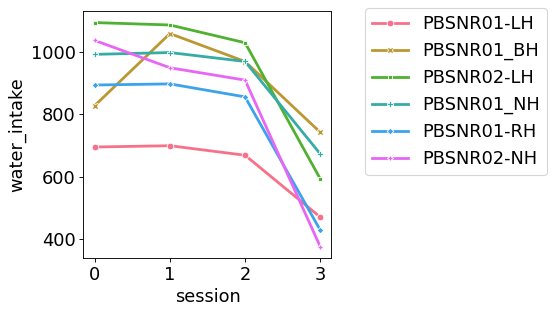 water_intake
1000
800
600
400
0 1 2 3
session
PBSNR01-LH
PBSNR01_BH
PBSNR02-LH
PBSNR01_NH
PBSNR01-RH
PBSNR02-NH